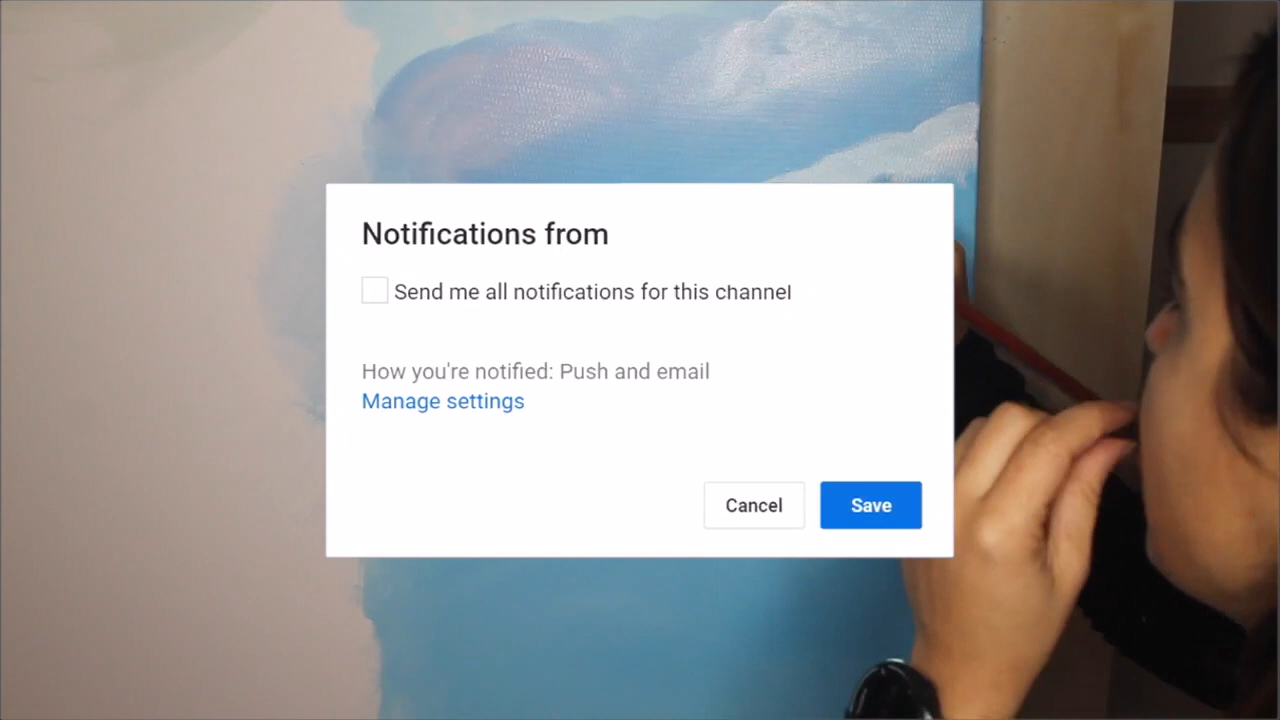 Notifications from
Send me all notifications for this channel
How you're notified: Push and email
Manage settings
Cancel
Save